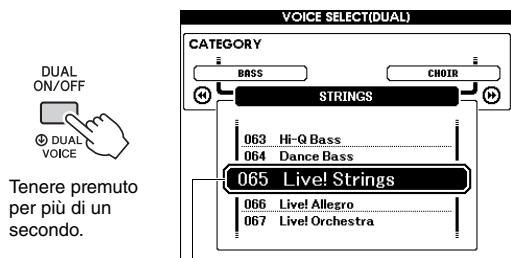 VOICE SELECT(DUAL)
CATEGORY
BASS
CHOIR
STRINGS
063 Hi-Q Bass
064 Dance Bass
065 Live! Strings
066 Live! Allegro
067 Live! Orchestra
DUAL
ON/OFF
DUAL
VOICE
Tenere premuto
per più di un
secondo.